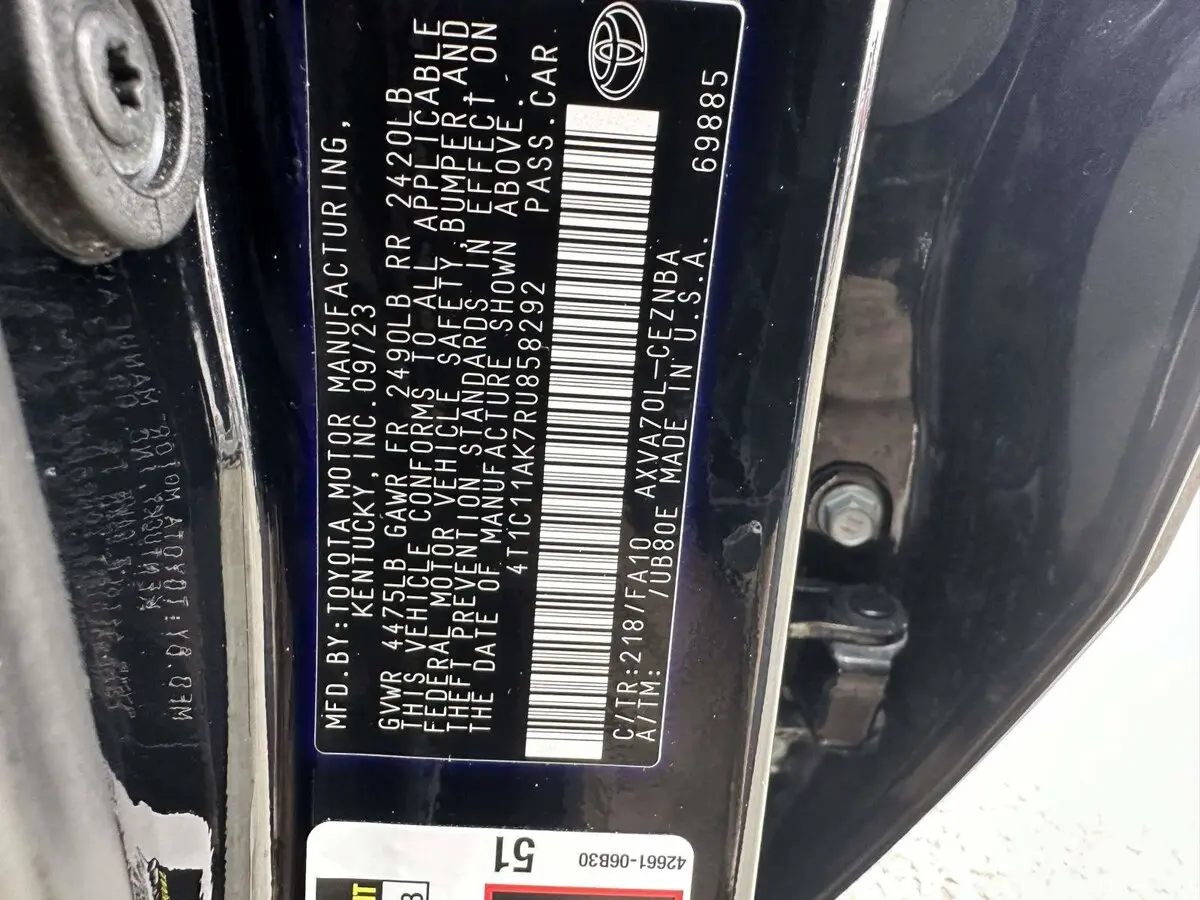 MFD.BY:TOYOTA MOTOR MANUFACTURING,
KENTUCKY, INC.09/23
GVWR 4475LB GAWR FR 2490LB RR 2420LB
THIS VEHICLE CONFORMS TO ALL APPLICABLE
FEDERAL MOTOR VEHICLE SAFETY,BUMPER,AND
THEFT PREVENTION STANDARDS IN EFFECT ON
THE DATE OF MANUFACTURE SHOWN ABOVE.
4T1C11AK7RU858292 PASS.CAR
C/TR:218/FA10 AXVA70L-CEZNBA
A/TM: /UB80E MADE IN U.S.A.
69885
42661-06B30
51